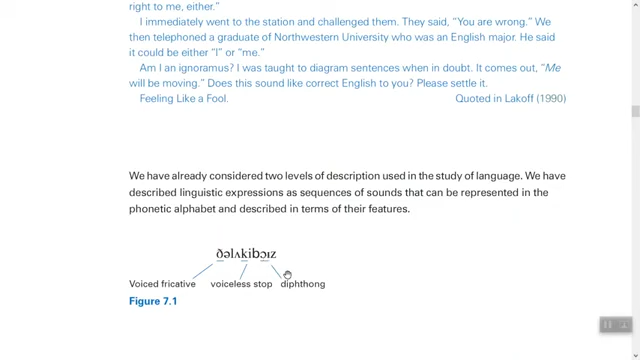 right to me, either.”
I immediately went to the station and challenged them. They said, “You are wrong.” We
then telephoned a graduate of Northwestern University who was an English major. He said
it could be either “I” or “me.”
Am I an ignoramus? I was taught to diagram sentences when in doubt. It comes out, “Me
will be moving.” Does this sound like correct English to you? Please settle it.
Feeling Like a Fool. Quoted in Lakoff (1990)
We have already considered two levels of description used in the study of language. We have
described linguistic expressions as sequences of sounds that can be represented in the
phonetic alphabet and described in terms of their features.
ðəlʌkibɔɪz
Voiced fricative voiceless stop diphthong
Figure 7.1